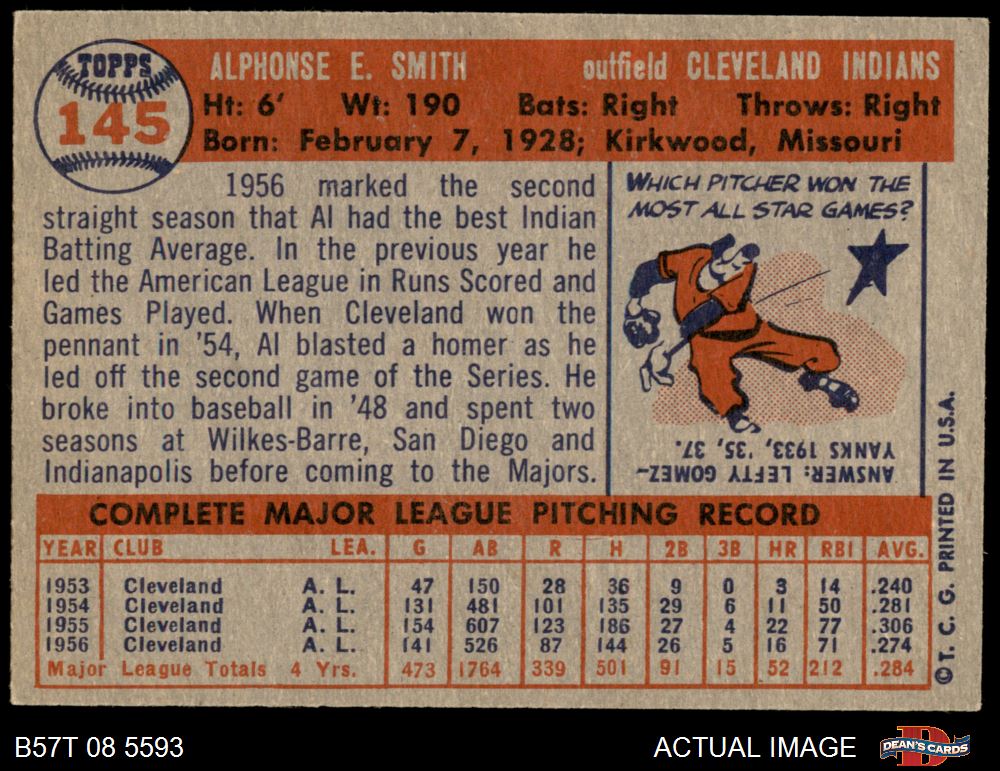 TOPPS
145
ALPHONSE E. SMITH outfield CLEVELAND INDIANS
Ht: 6' Wt: 190 Bats: Right Throws: Right
Born: February 7, 1928; Kirkwood, Missouri
1956 marked the second
straight season that Al had the best Indian
Batting Average. In the previous year he
led the American League in Runs Scored and
Games Played. When Cleveland won the
pennant in '54, Al blasted a homer as he
led off the second game of the Series. He
broke into baseball in '48 and spent two
seasons at Wilkes-Barre, San Diego and
Indianapolis before coming to the Majors.
WHICH PITCHER WON THE
MOST ALL STAR GAMES?
ANSWER: LEFTY GOMEZ~
YANKS 1933, '35, '37.
COMPLETE MAJOR LEAGUE PITCHING RECORD
YEAR CLUB LEA. G AB R H 2B 3B HR RBI AVG.
1953 Cleveland A. L. 47 150 28 36 9 0 3 14 .240
1954 Cleveland A. L. 131 481 101 135 29 6 11 50 .281
1955 Cleveland A. L. 154 607 123 186 27 4 22 77 .306
1956 Cleveland A. L. 141 526 87 144 26 5 16 71 .274
Major League Totals 4 Yrs. 473 1764 339 501 91 15 52 212 .284
© T. C. G. PRINTED IN U.S.A.
B57T 08 5593
ACTUAL IMAGE
D
DEAN'S CARDS